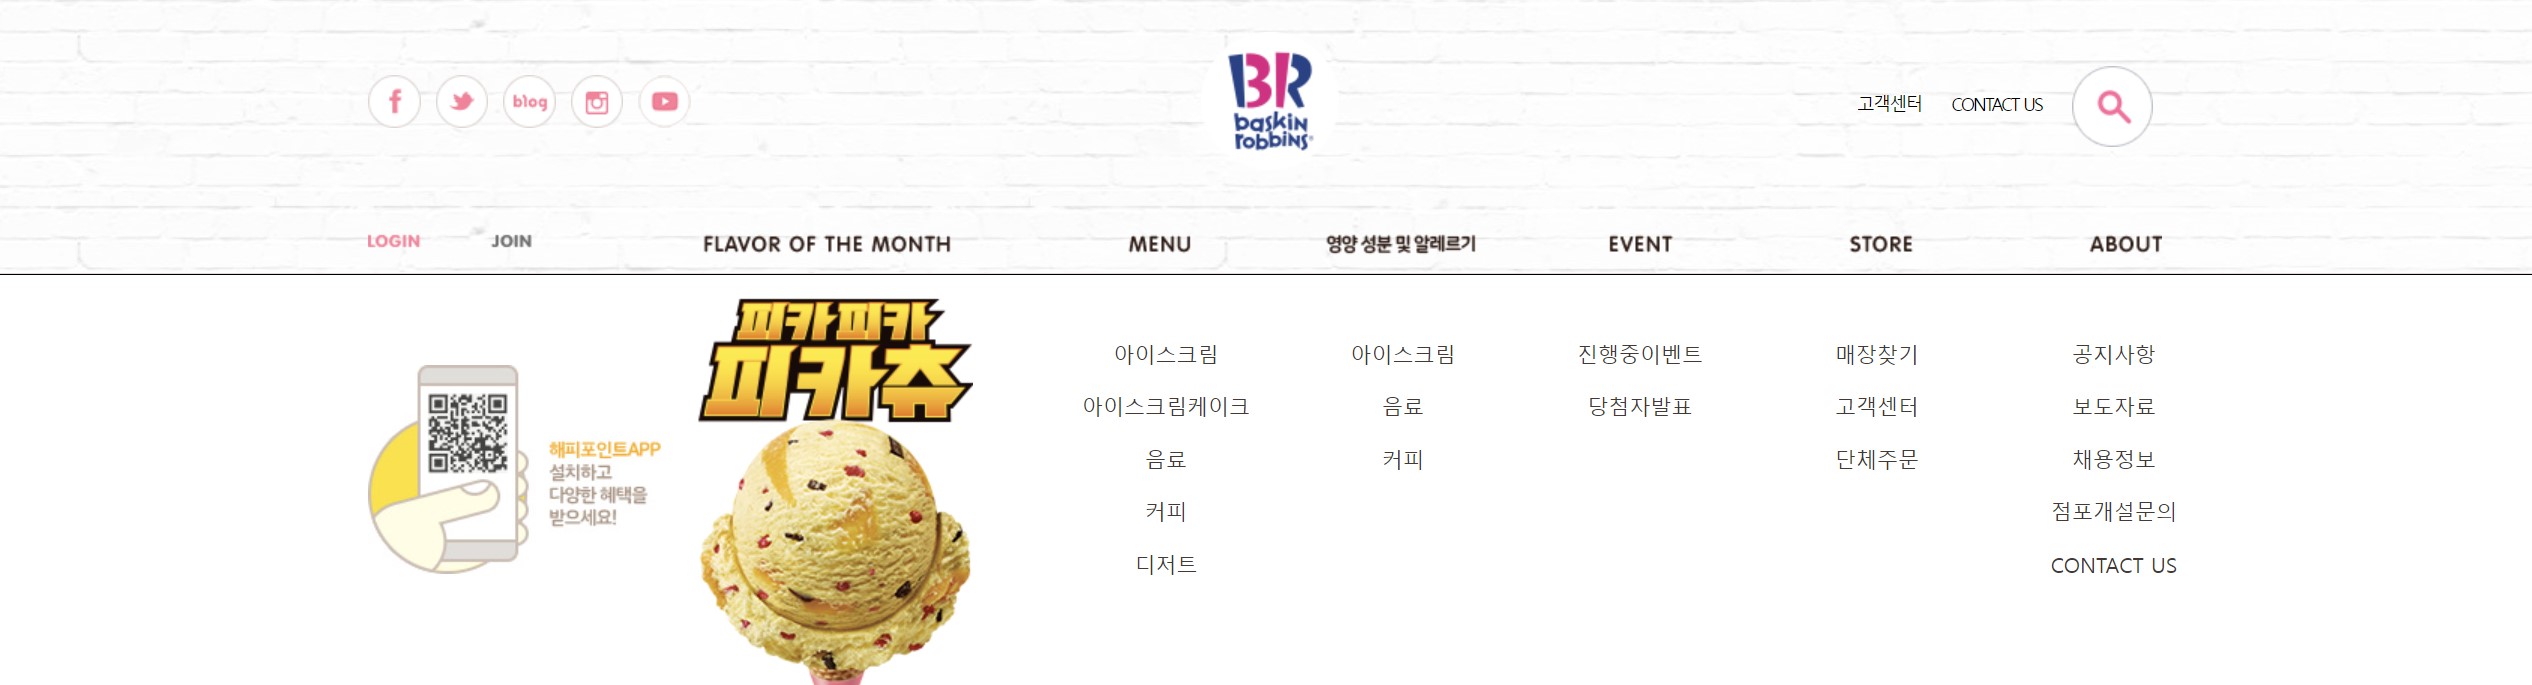 blog
BR
baskin
robbins
고객센터
CONTACT US
LOGIN
JOIN
FLAVOR OF THE MONTH
MENU
영양 성분 및 알레르기
EVENT
STORE
ABOUT
해피포인트APP
설치하고
다양한 혜택을
받으세요!
피카피카
피카츄
아이스크림
아이스크림케이크
음료
커피
디저트
아이스크림
음료
커피
진행중이벤트
당첨자발표
매장찾기
고객센터
단체주문
공지사항
보도자료
채용정보
점포개설문의
CONTACT US